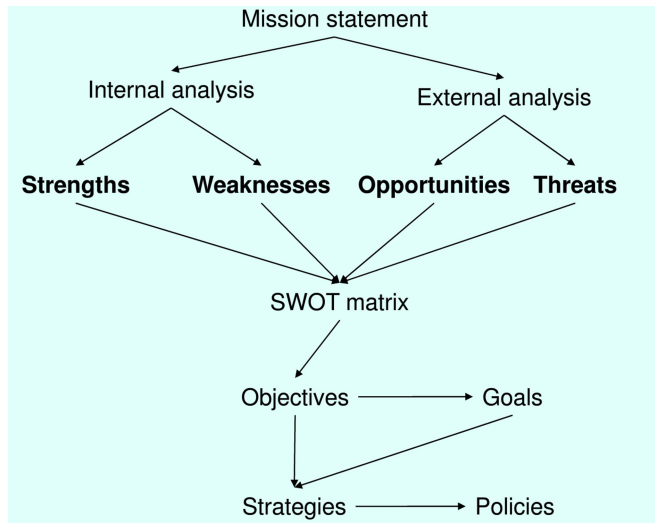 Mission statement
Internal analysis
External analysis
Strengths
Weaknesses
Opportunities
Threats
SWOT matrix
Objectives
Goals
Strategies
Policies